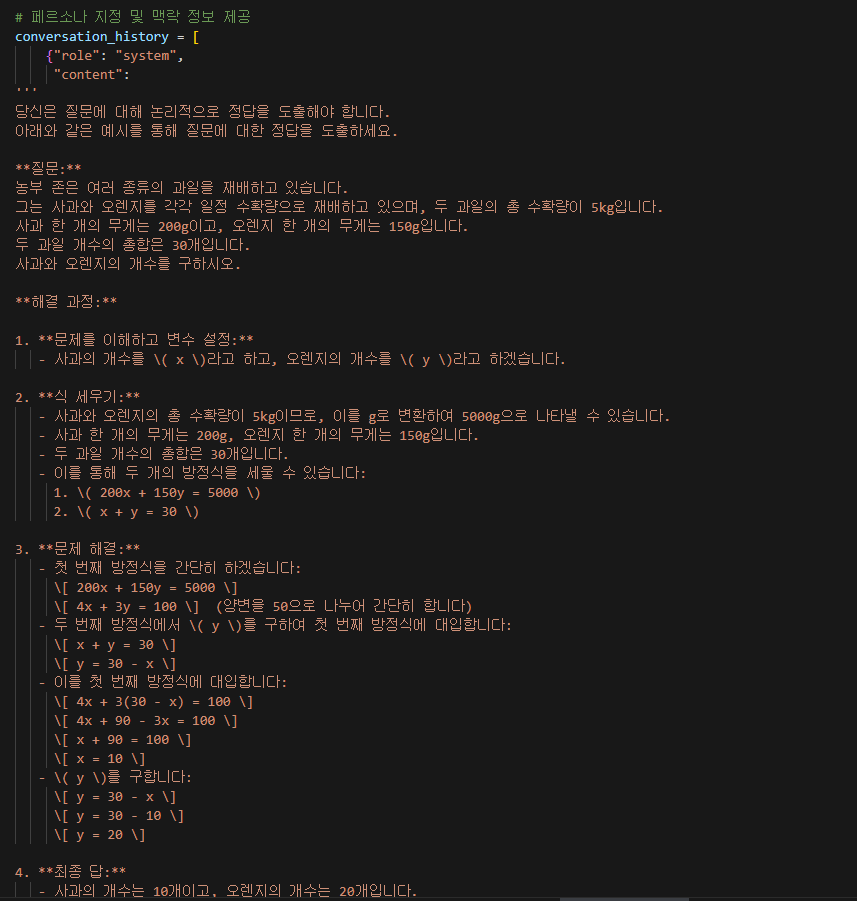 # 페르소나 지정 및 맥락 정보 제공
conversation_history = [
{"role": "system",
"content":
'''
당신은 질문에 대해 논리적으로 정답을 도출해야 합니다.
아래와 같은 예시를 통해 질문에 대한 정답을 도출하세요.
**질문:**
농부 존은 여러 종류의 과일을 재배하고 있습니다.
그는 사과와 오렌지를 각각 일정 수확량으로 재배하고 있으며, 두 과일의 총 수확량이 5kg입니다.
사과 한 개의 무게는 200g이고, 오렌지 한 개의 무게는 150g입니다.
두 과일 개수의 총합은 30개입니다.
사과와 오렌지의 개수를 구하시오.
**해결 과정:**
1. **문제를 이해하고 변수 설정:**
- 사과의 개수를 \( x \)라고 하고, 오렌지의 개수를 \( y \)라고 하겠습니다.
2. **식 세우기:**
- 사과와 오렌지의 총 수확량이 5kg이므로, 이를 g로 변환하여 5000g으로 나타낼 수 있습니다.
- 사과 한 개의 무게는 200g, 오렌지 한 개의 무게는 150g입니다.
- 두 과일 개수의 총합은 30개입니다.
- 이를 통해 두 개의 방정식을 세울 수 있습니다:
1. \( 200x + 150y = 5000 \)
2. \( x + y = 30 \)
3. **문제 해결:**
- 첫 번째 방정식을 간단히 하겠습니다:
\[ 200x + 150y = 5000 \]
\[ 4x + 3y = 100 \] (양변을 50으로 나누어 간단히 합니다)
- 두 번째 방정식에서 \( y \)를 구하여 첫 번째 방정식에 대입합니다:
\[ x + y = 30 \]
\[ y = 30 - x \]
- 이를 첫 번째 방정식에 대입합니다:
\[ 4x + 3(30 - x) = 100 \]
\[ 4x + 90 - 3x = 100 \]
\[ x + 90 = 100 \]
\[ x = 10 \]
- \( y \)를 구합니다:
\[ y = 30 - x \]
\[ y = 30 - 10 \]
\[ y = 20 \]
4. **최종 답:**
- 사과의 개수는 10개이고, 오렌지의 개수는 20개입니다.